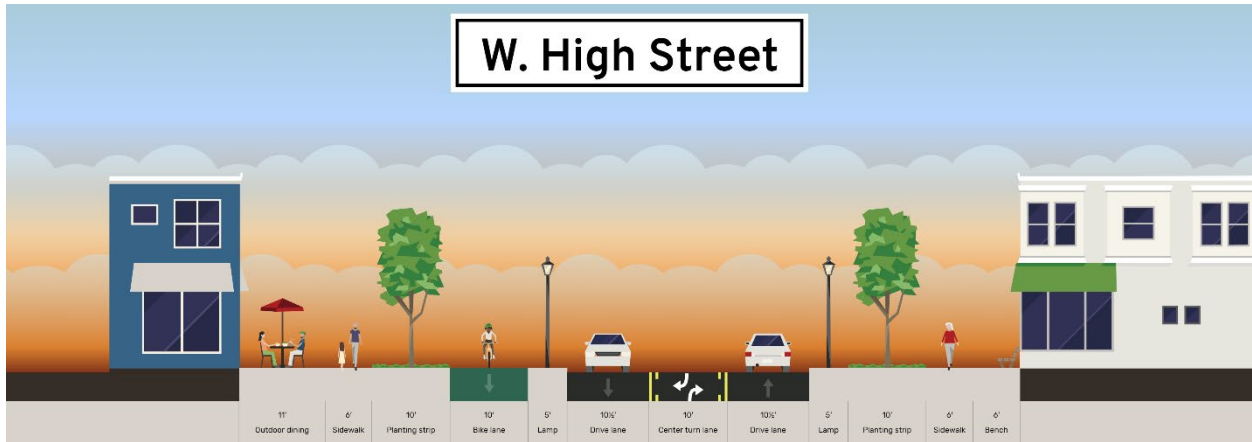 W. High Street
11' 6' 10' 10' 5' 10½' 10' 10½' 5' 10' 6' 6'
Outdoor dining Sidewalk Planting strip Bike lane Lamp Drive lane Center turn lane Drive lane Lamp Planting strip Sidewalk Bench